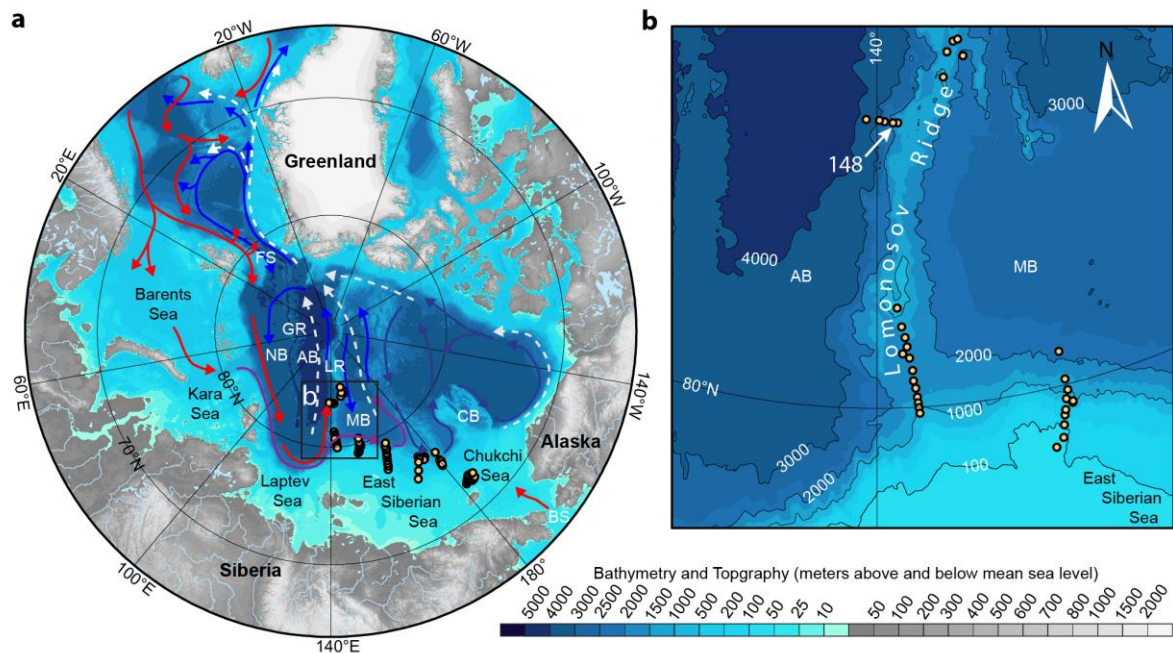 a
20°W
60°W
20°E
Greenland
100°W
FS
Barents
Sea
GR
NB
AB
LR
60°E
Kara
Sea
80°N
b
MB
CB
140°W
70°N
Alaska
Laptev
Sea
East
Siberian
Sea
Chukchi
Sea
BS
Siberia
100°E
180°
140°E
b
140°
N
3000
148
Lomonosov Ridge
4000
AB
MB
2000
80°N
1000
3000
2000
100
East
Siberian
Sea
Bathymetry and Topography (meters above and below mean sea level)
5000 4000 3000 2500 2000 1500 1000 500 200 100 50 25 10 50 100 200 300 400 500 600 700 800 1000 1500 2000